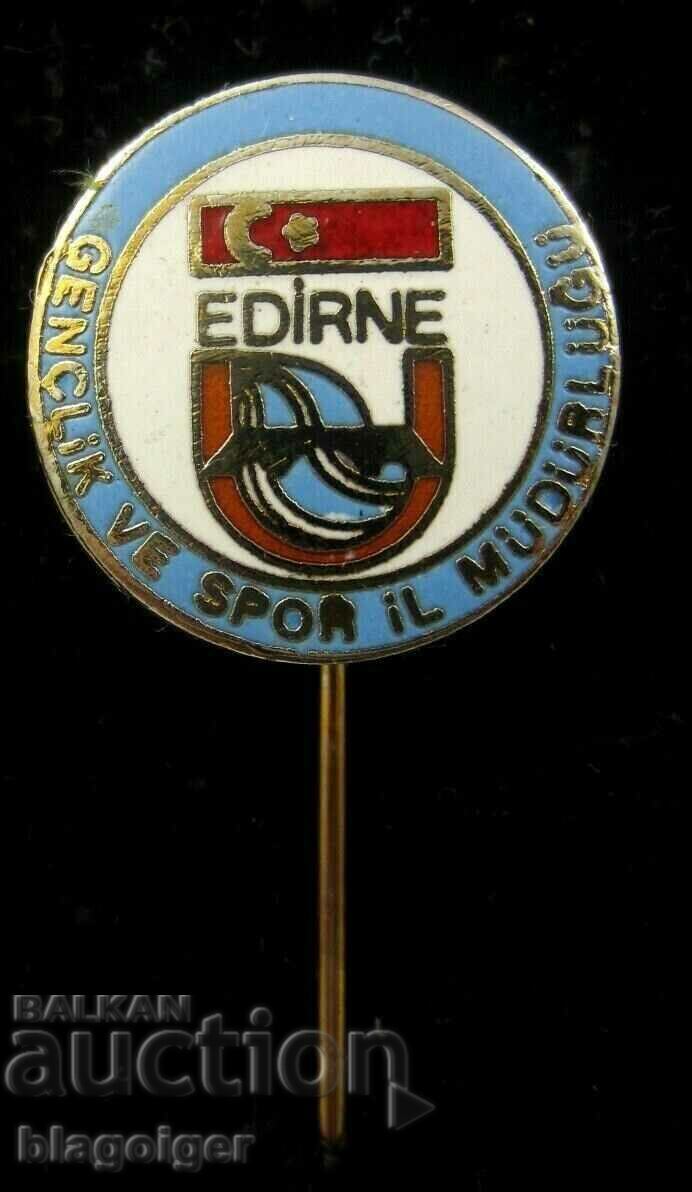 EDİRNE
GENÇLİK VE SPOR İL MÜDÜRLÜĞÜ
BALKAN
auction
blagoiger